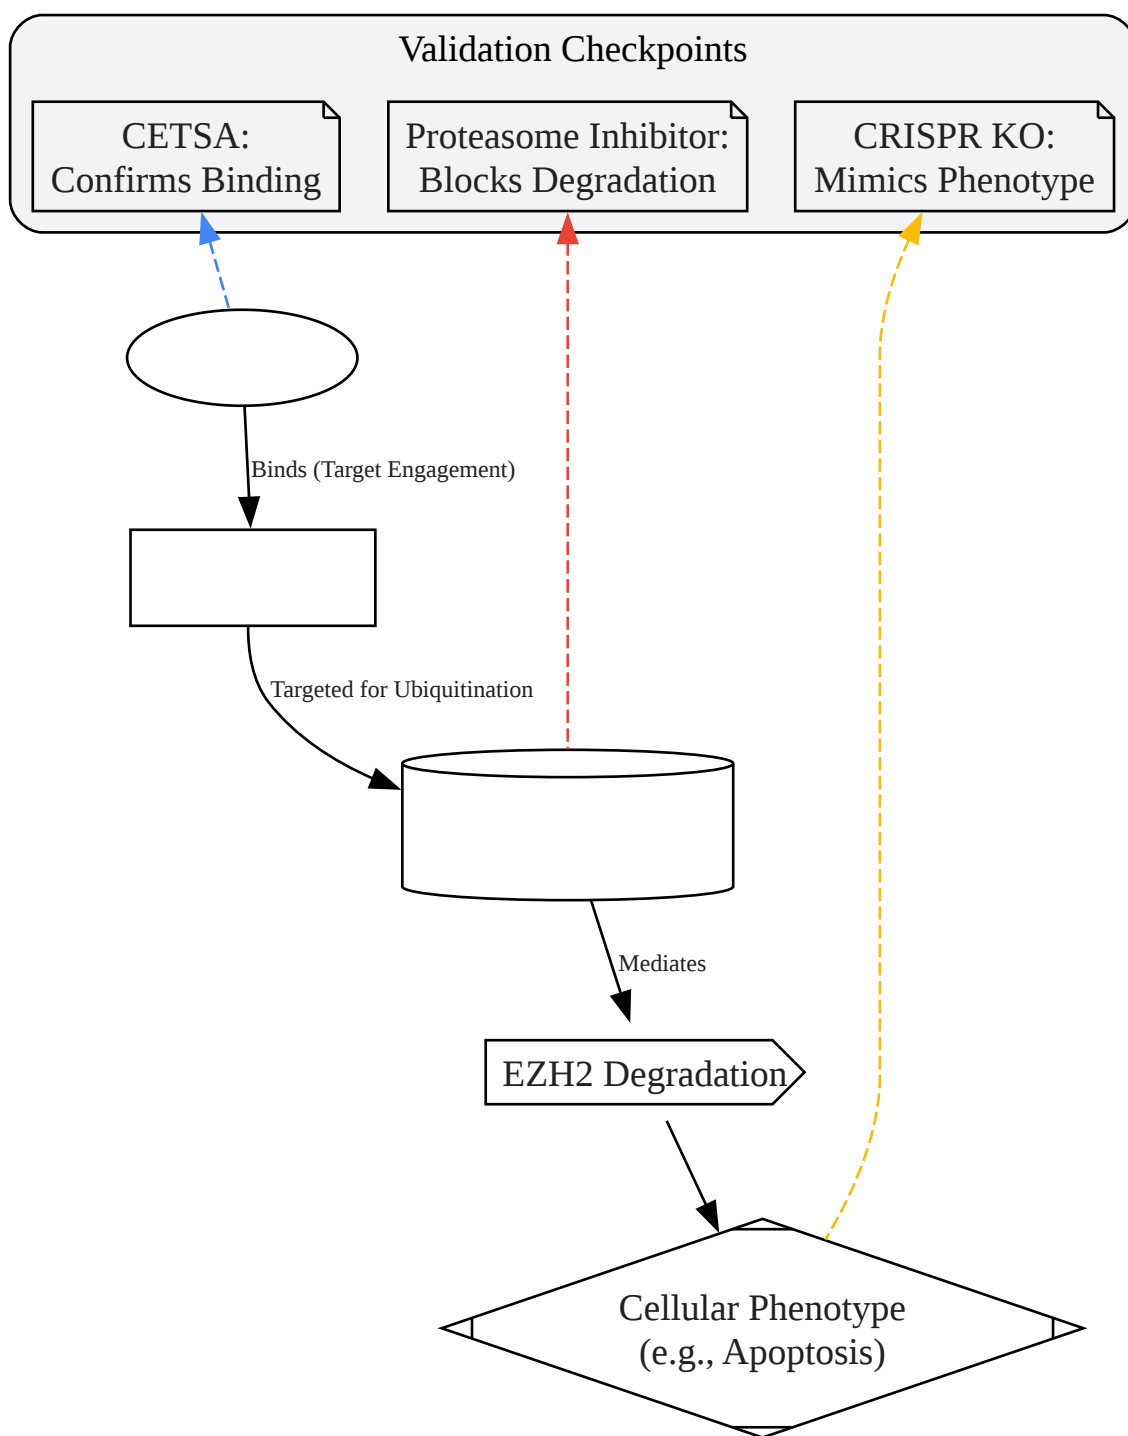 Validation Checkpoints
CETSA:
Confirms Binding
Proteasome Inhibitor:
Blocks Degradation
CRISPR KO:
Mimics Phenotype
Binds (Target Engagement)
Targeted for Ubiquitination
Mediates
EZH2 Degradation
Cellular Phenotype
(e.g., Apoptosis)